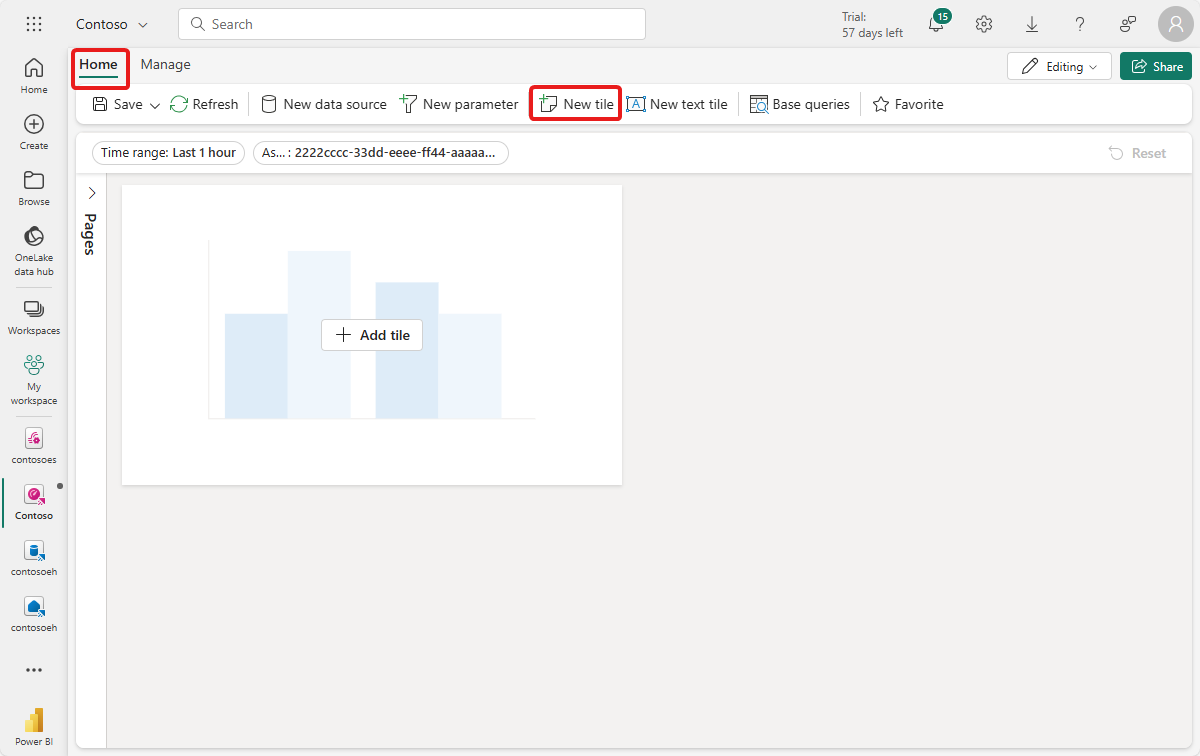 Contoso
Search
Trial:
57 days left
15
?
Home
Create
Browse
OneLake
data hub
Workspaces
My
workspace
contosoes
Contoso
contosoeh
contosoeh
Power BI
Home
Manage
Editing
Share
Save
Refresh
New data source
New parameter
New tile
A
New text tile
Base queries
Favorite
Time range: Last 1 hour
As... : 2222cccc-33dd-eeee-ff44-aaaaa...
Reset
Pages
Add tile